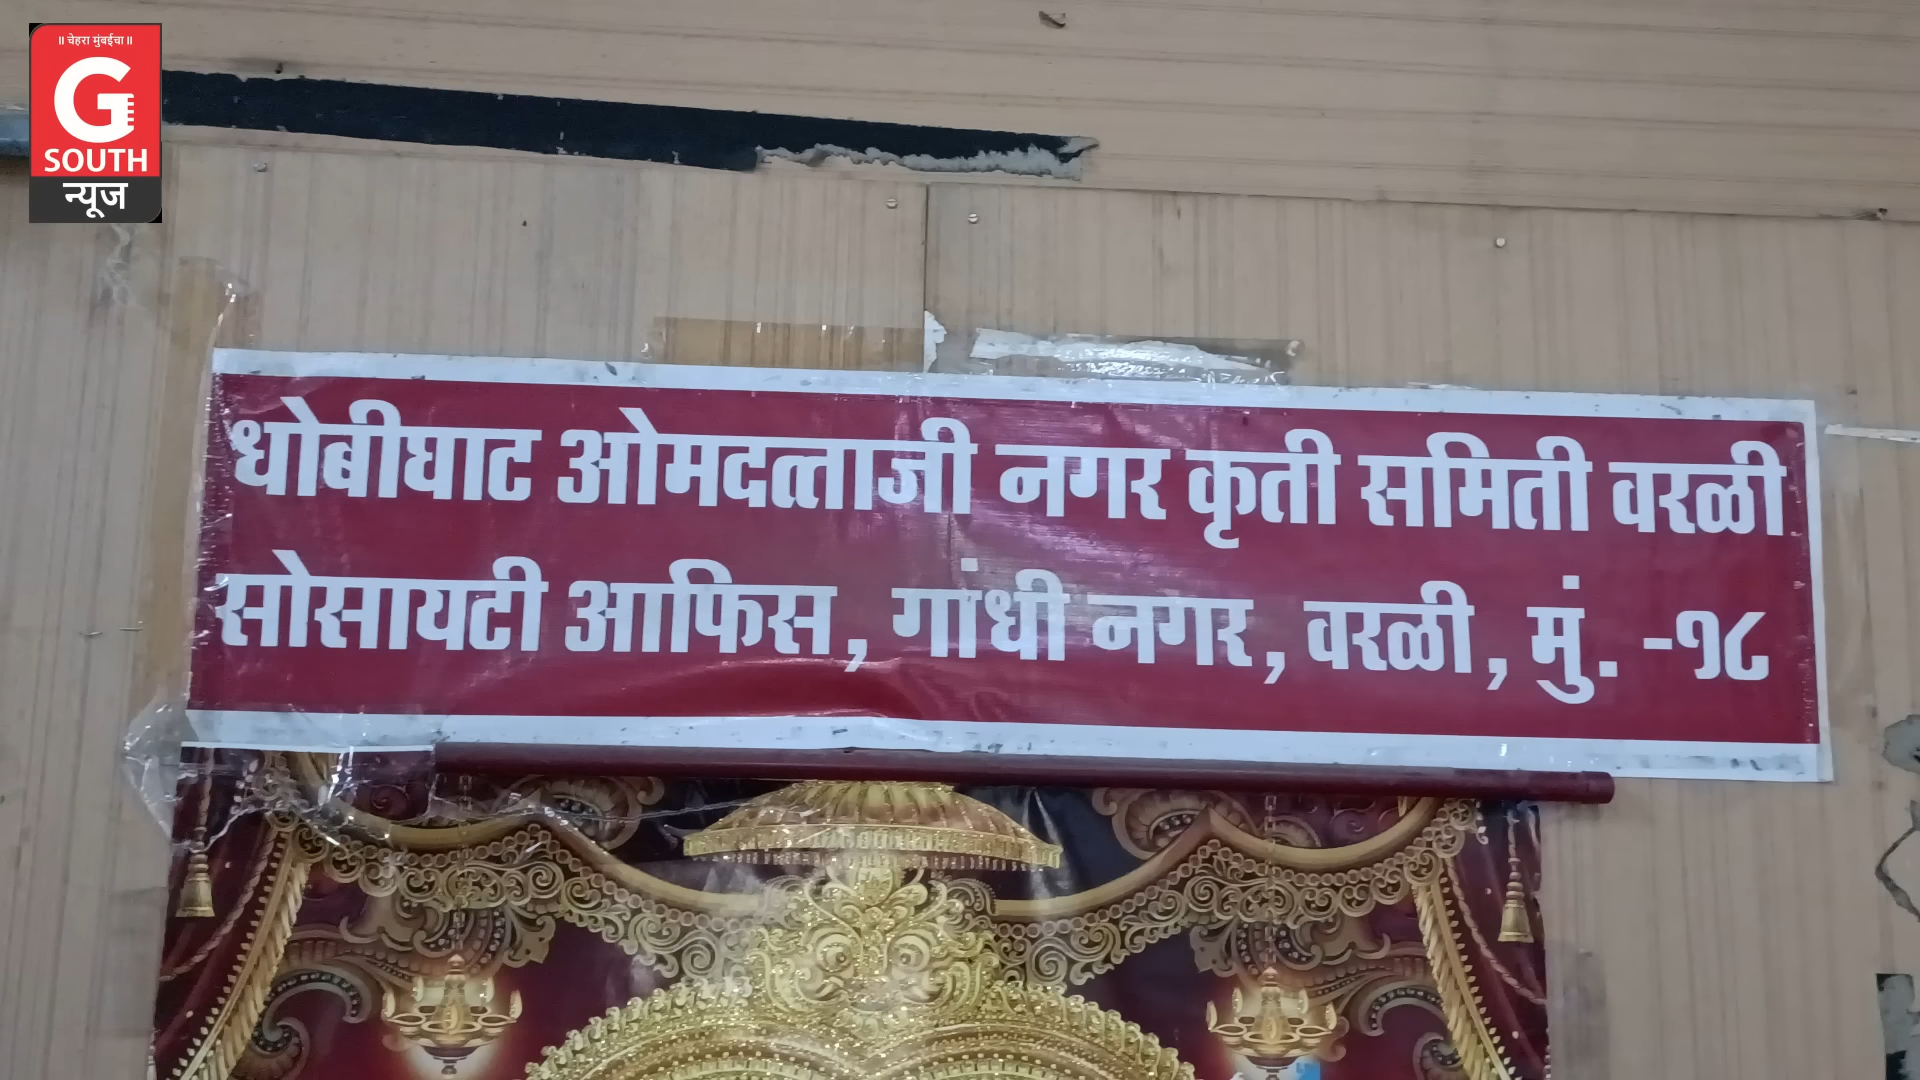 ॥ चेहरा मुंबईचा ॥
G
SOUTH
न्यूज
धोबीघाट ओमदत्ताजी नगर कृती समिती वरळी
सोसायटी आफिस, गांधी नगर, वरळी, मुं. -१८